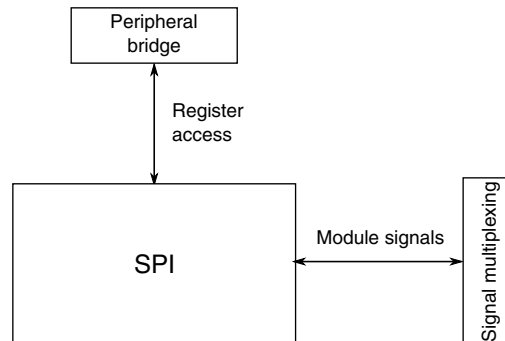 Peripheral
bridge
Register
access
SPI
Module signals
Signal multiplexing